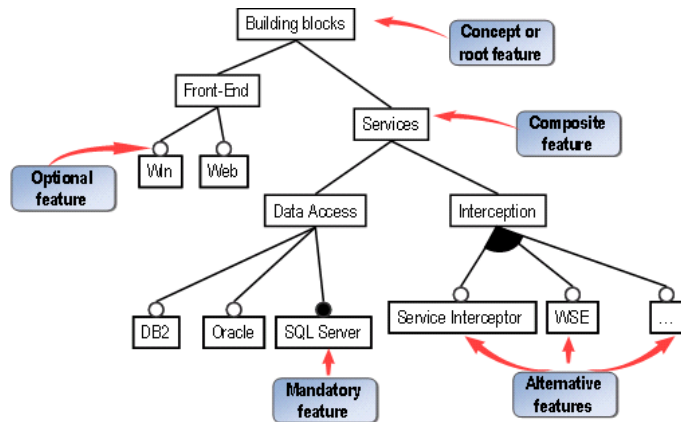 Building blocks
Concept or
root feature
Front-End
Services
Composite
feature
Optional
feature
Win
Web
Data Access
Interception
DB2
Oracle
SQL Server
Service Interceptor
WSE
...
Mandatory
feature
Alternative
features